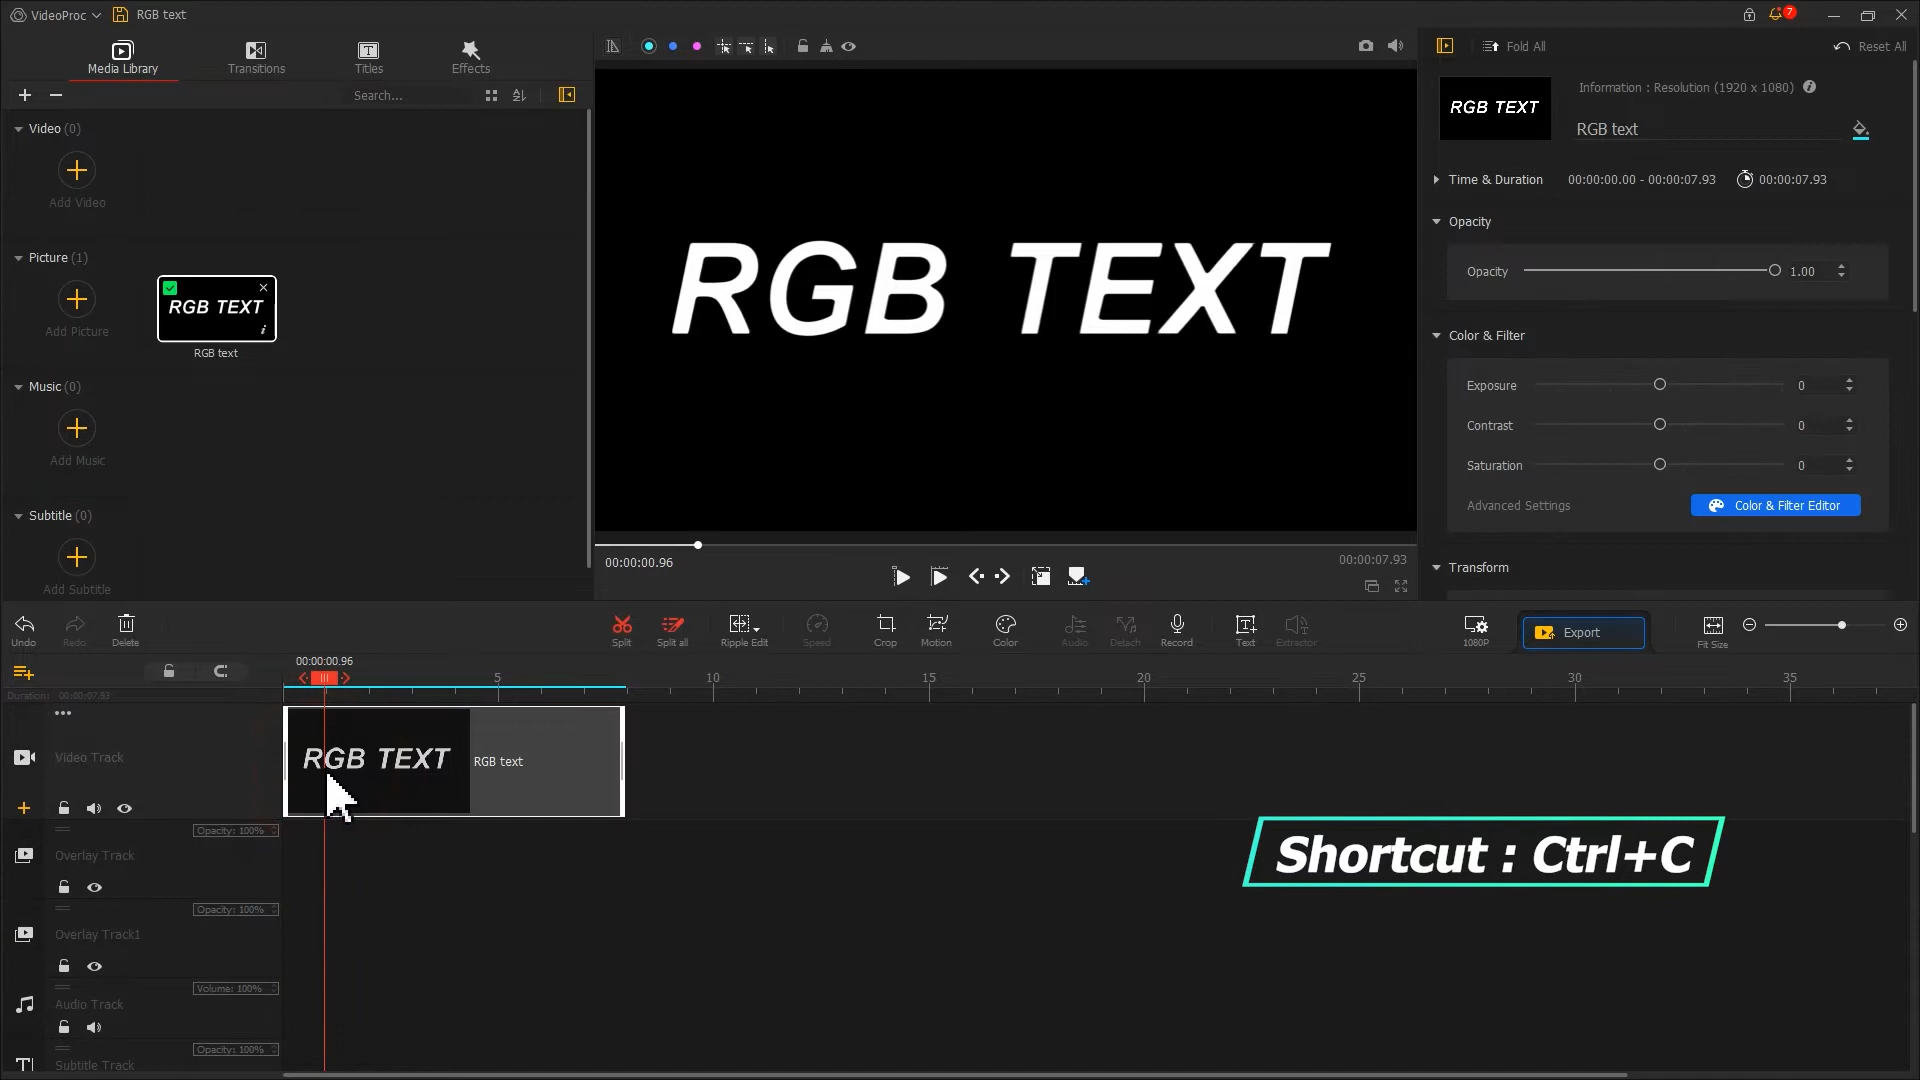 VideoProc
RGB text
7
Media Library
Transitions
Titles
Effects
Search...
Video (0)
Add Video
Picture (1)
Add Picture
RGB TEXT
RGB text
Music (0)
Add Music
Subtitle (0)
Add Subtitle
RGB TEXT
00:00:00.96
00:00:07.93
Fold All
Reset All
RGB TEXT
Information : Resolution (1920 x 1080)
RGB text
Time & Duration
00:00:00.00 - 00:00:07.93
00:00:07.93
Opacity
Opacity
1.00
Color & Filter
Exposure
0
Contrast
0
Saturation
0
Advanced Settings
Color & Filter Editor
Transform
Undo
Redo
Delete
Split
Split all
Ripple Edit
Speed
Crop
Motion
Color
Audio
Detach
Record
Text
Extractor
1080P
Export
Fit Size
Duration: 00:00:07.93
00:00:00.96
5
10
15
20
25
30
35
Video Track
RGB TEXT
RGB text
Opacity: 100%
Overlay Track
Opacity: 100%
Overlay Track1
Volume: 100%
Audio Track
Opacity: 100%
Subtitle Track
Shortcut : Ctrl+C